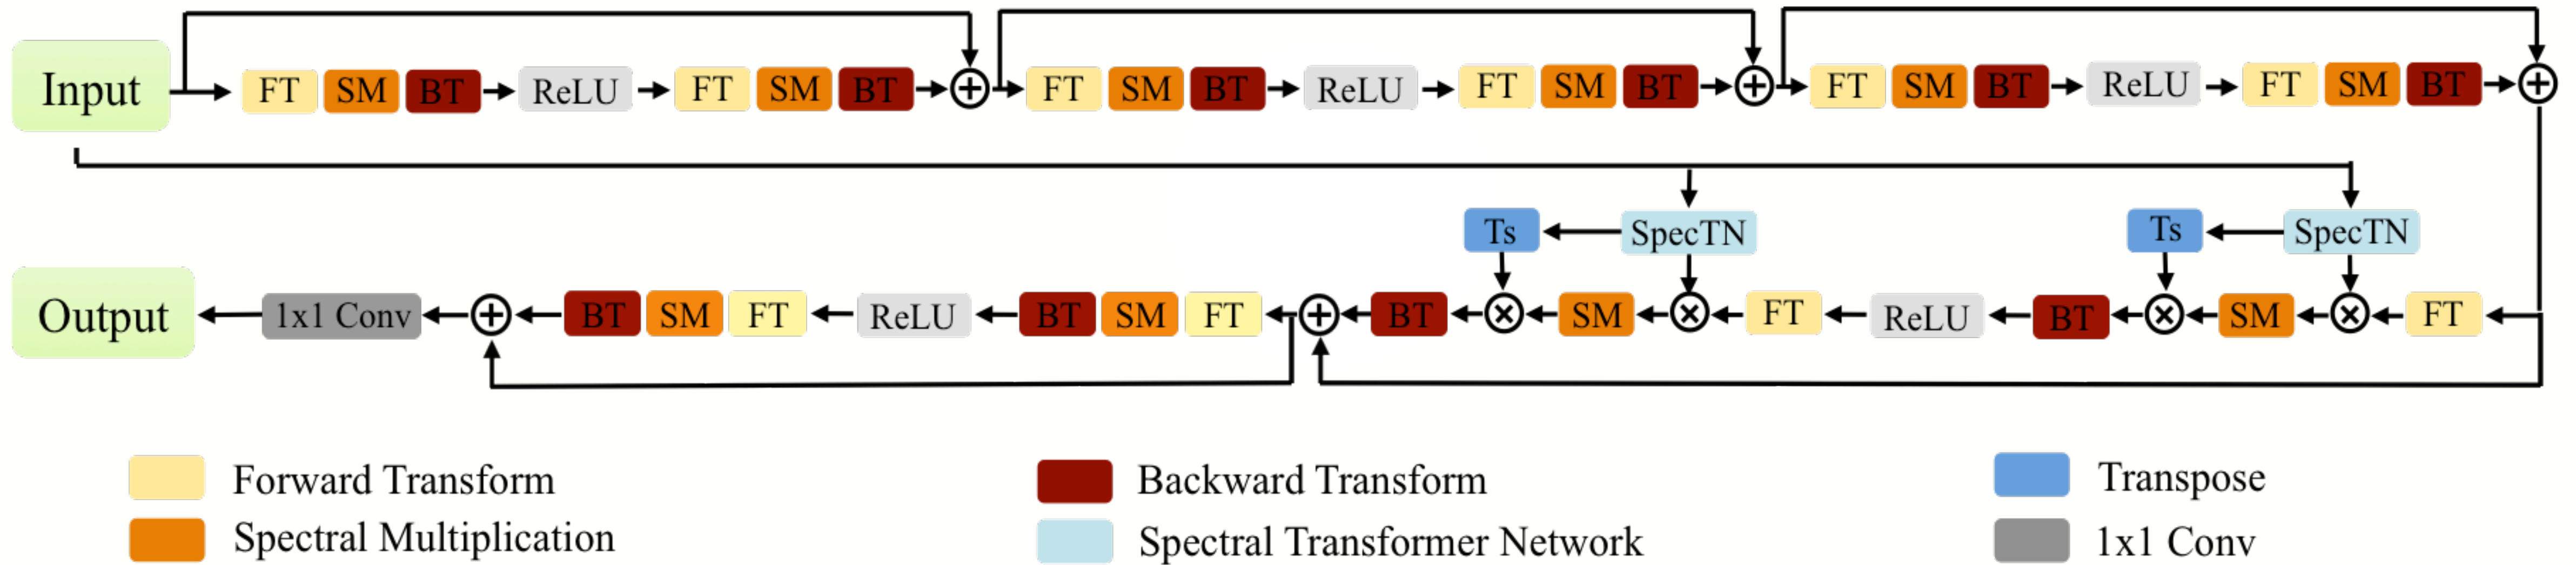 Input FT SM BT ReLU FT SM BT FT SM BT ReLU FT SM BT FT SM BT ReLU FT SM BT
Ts SpecTN Ts SpecTN
Output 1x1 Conv BT SM FT ReLU BT SM FT BT SM FT ReLU BT SM FT
Forward Transform Backward Transform Transpose
Spectral Multiplication Spectral Transformer Network 1x1 Conv